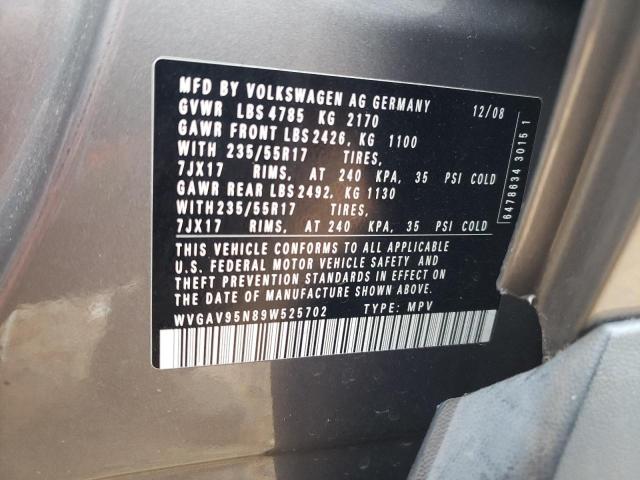 MFD BY VOLKSWAGEN AG GERMANY 12/08
GVWR LBS 4785 KG 2170
GAWR FRONT LBS 2426, KG 1100
WITH 235/55R17 TIRES,
7JX17 RIMS, AT 240 KPA, 35 PSI COLD
GAWR REAR LBS 2492, KG 1130
WITH 235/55R17 TIRES,
7JX17 RIMS, AT 240 KPA, 35 PSI COLD
THIS VEHICLE CONFORMS TO ALL APPLICABLE
U.S. FEDERAL MOTOR VEHICLE SAFETY AND
THEFT PREVENTION STANDARDS IN EFFECT ON
THE DATE OF MANUFACTURE SHOWN ABOVE.
WVGAV95N89W525702 TYPE: MPV
6478634 3015 1